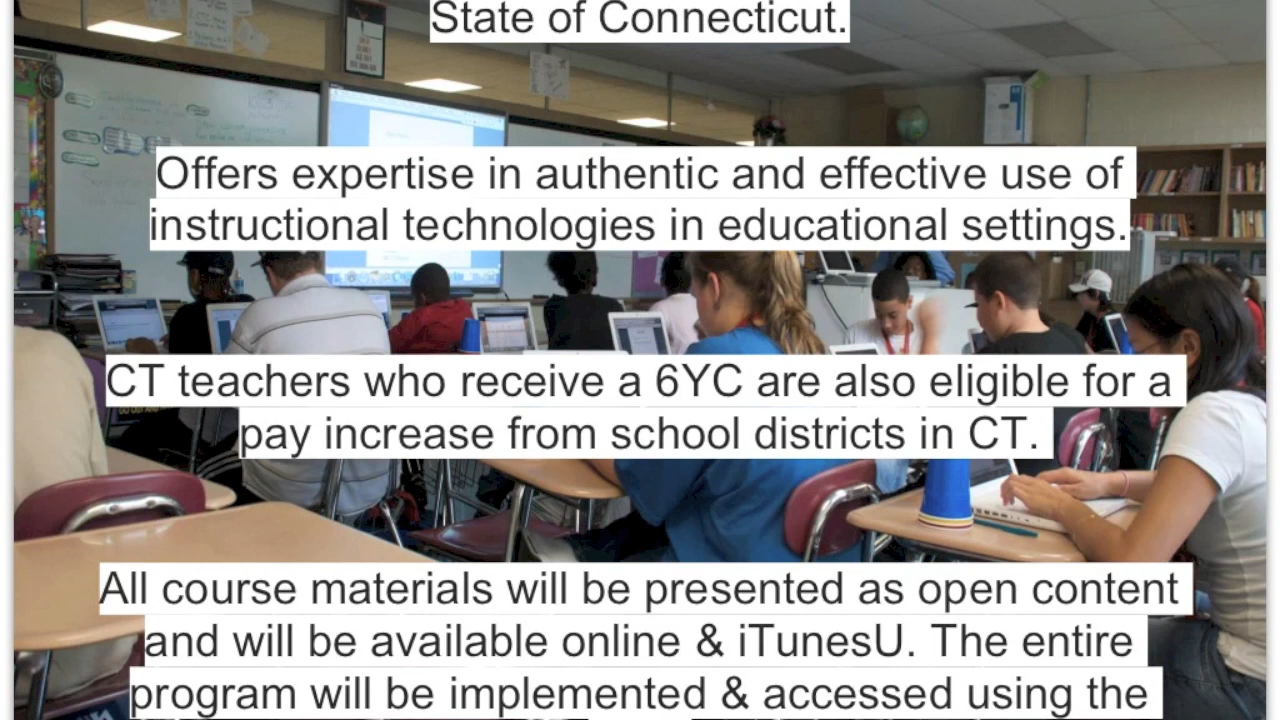 State of Connecticut.
Offers expertise in authentic and effective use of
instructional technologies in educational settings.
CT teachers who receive a 6YC are also eligible for a
pay increase from school districts in CT.
All course materials will be presented as open content
and will be available online & iTunesU. The entire
program will be implemented & accessed using the